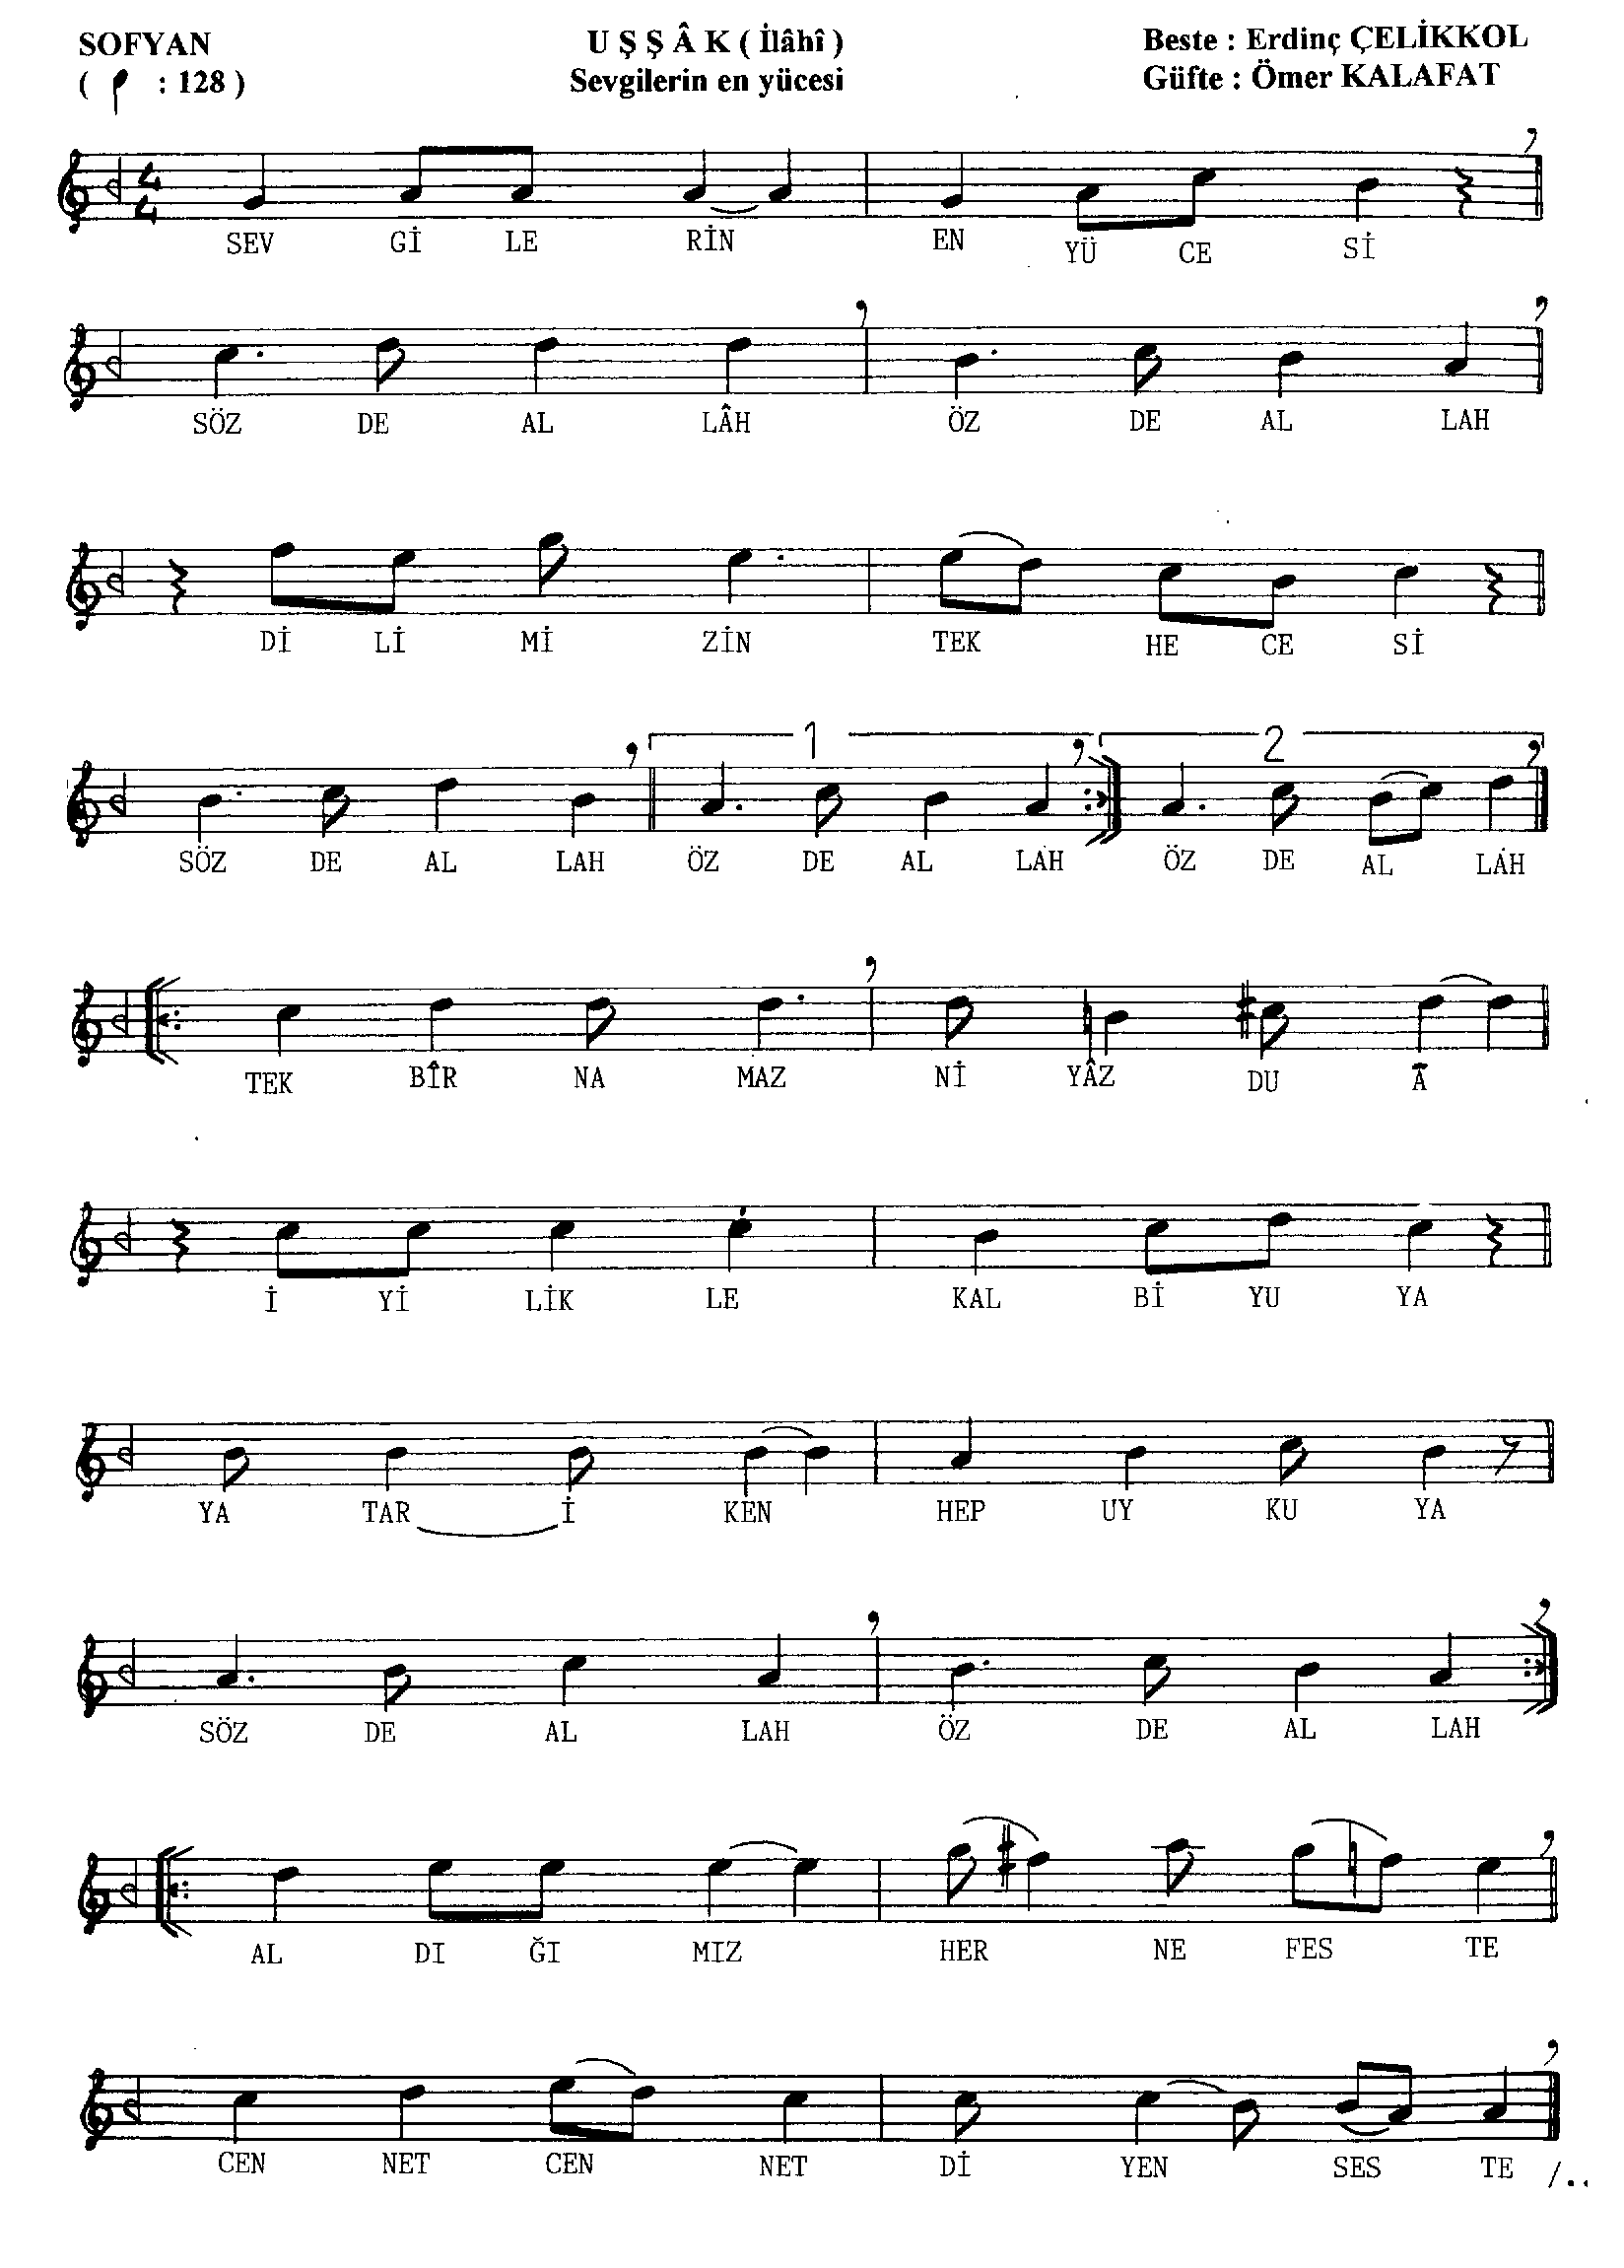 SOFYAN
( : 128 )
U Ş Ş Â K ( İlâhî )
Sevgilerin en yücesi
Beste : Erdinç ÇELİKKOL
Güfte : Ömer KALAFAT
4
4
SEV Gİ LE RİN EN YÜ CE Sİ
SÖZ DE AL LÂH ÖZ DE AL LAH
Dİ Lİ Mİ ZİN TEK HE CE Sİ
1 2
SÖZ DE AL LAH ÖZ DE AL LAH ÖZ DE AL LAH
TEK BÎR NA MAZ Nİ YÂZ DU Ā
İ Yİ LİK LE KAL Bİ YU YA
YA TAR İ KEN HEP UY KU YA
SÖZ DE AL LAH ÖZ DE AL LAH
AL DI ĞI MIZ HER NE FES TE
CEN NET CEN NET Dİ YEN SES TE /..